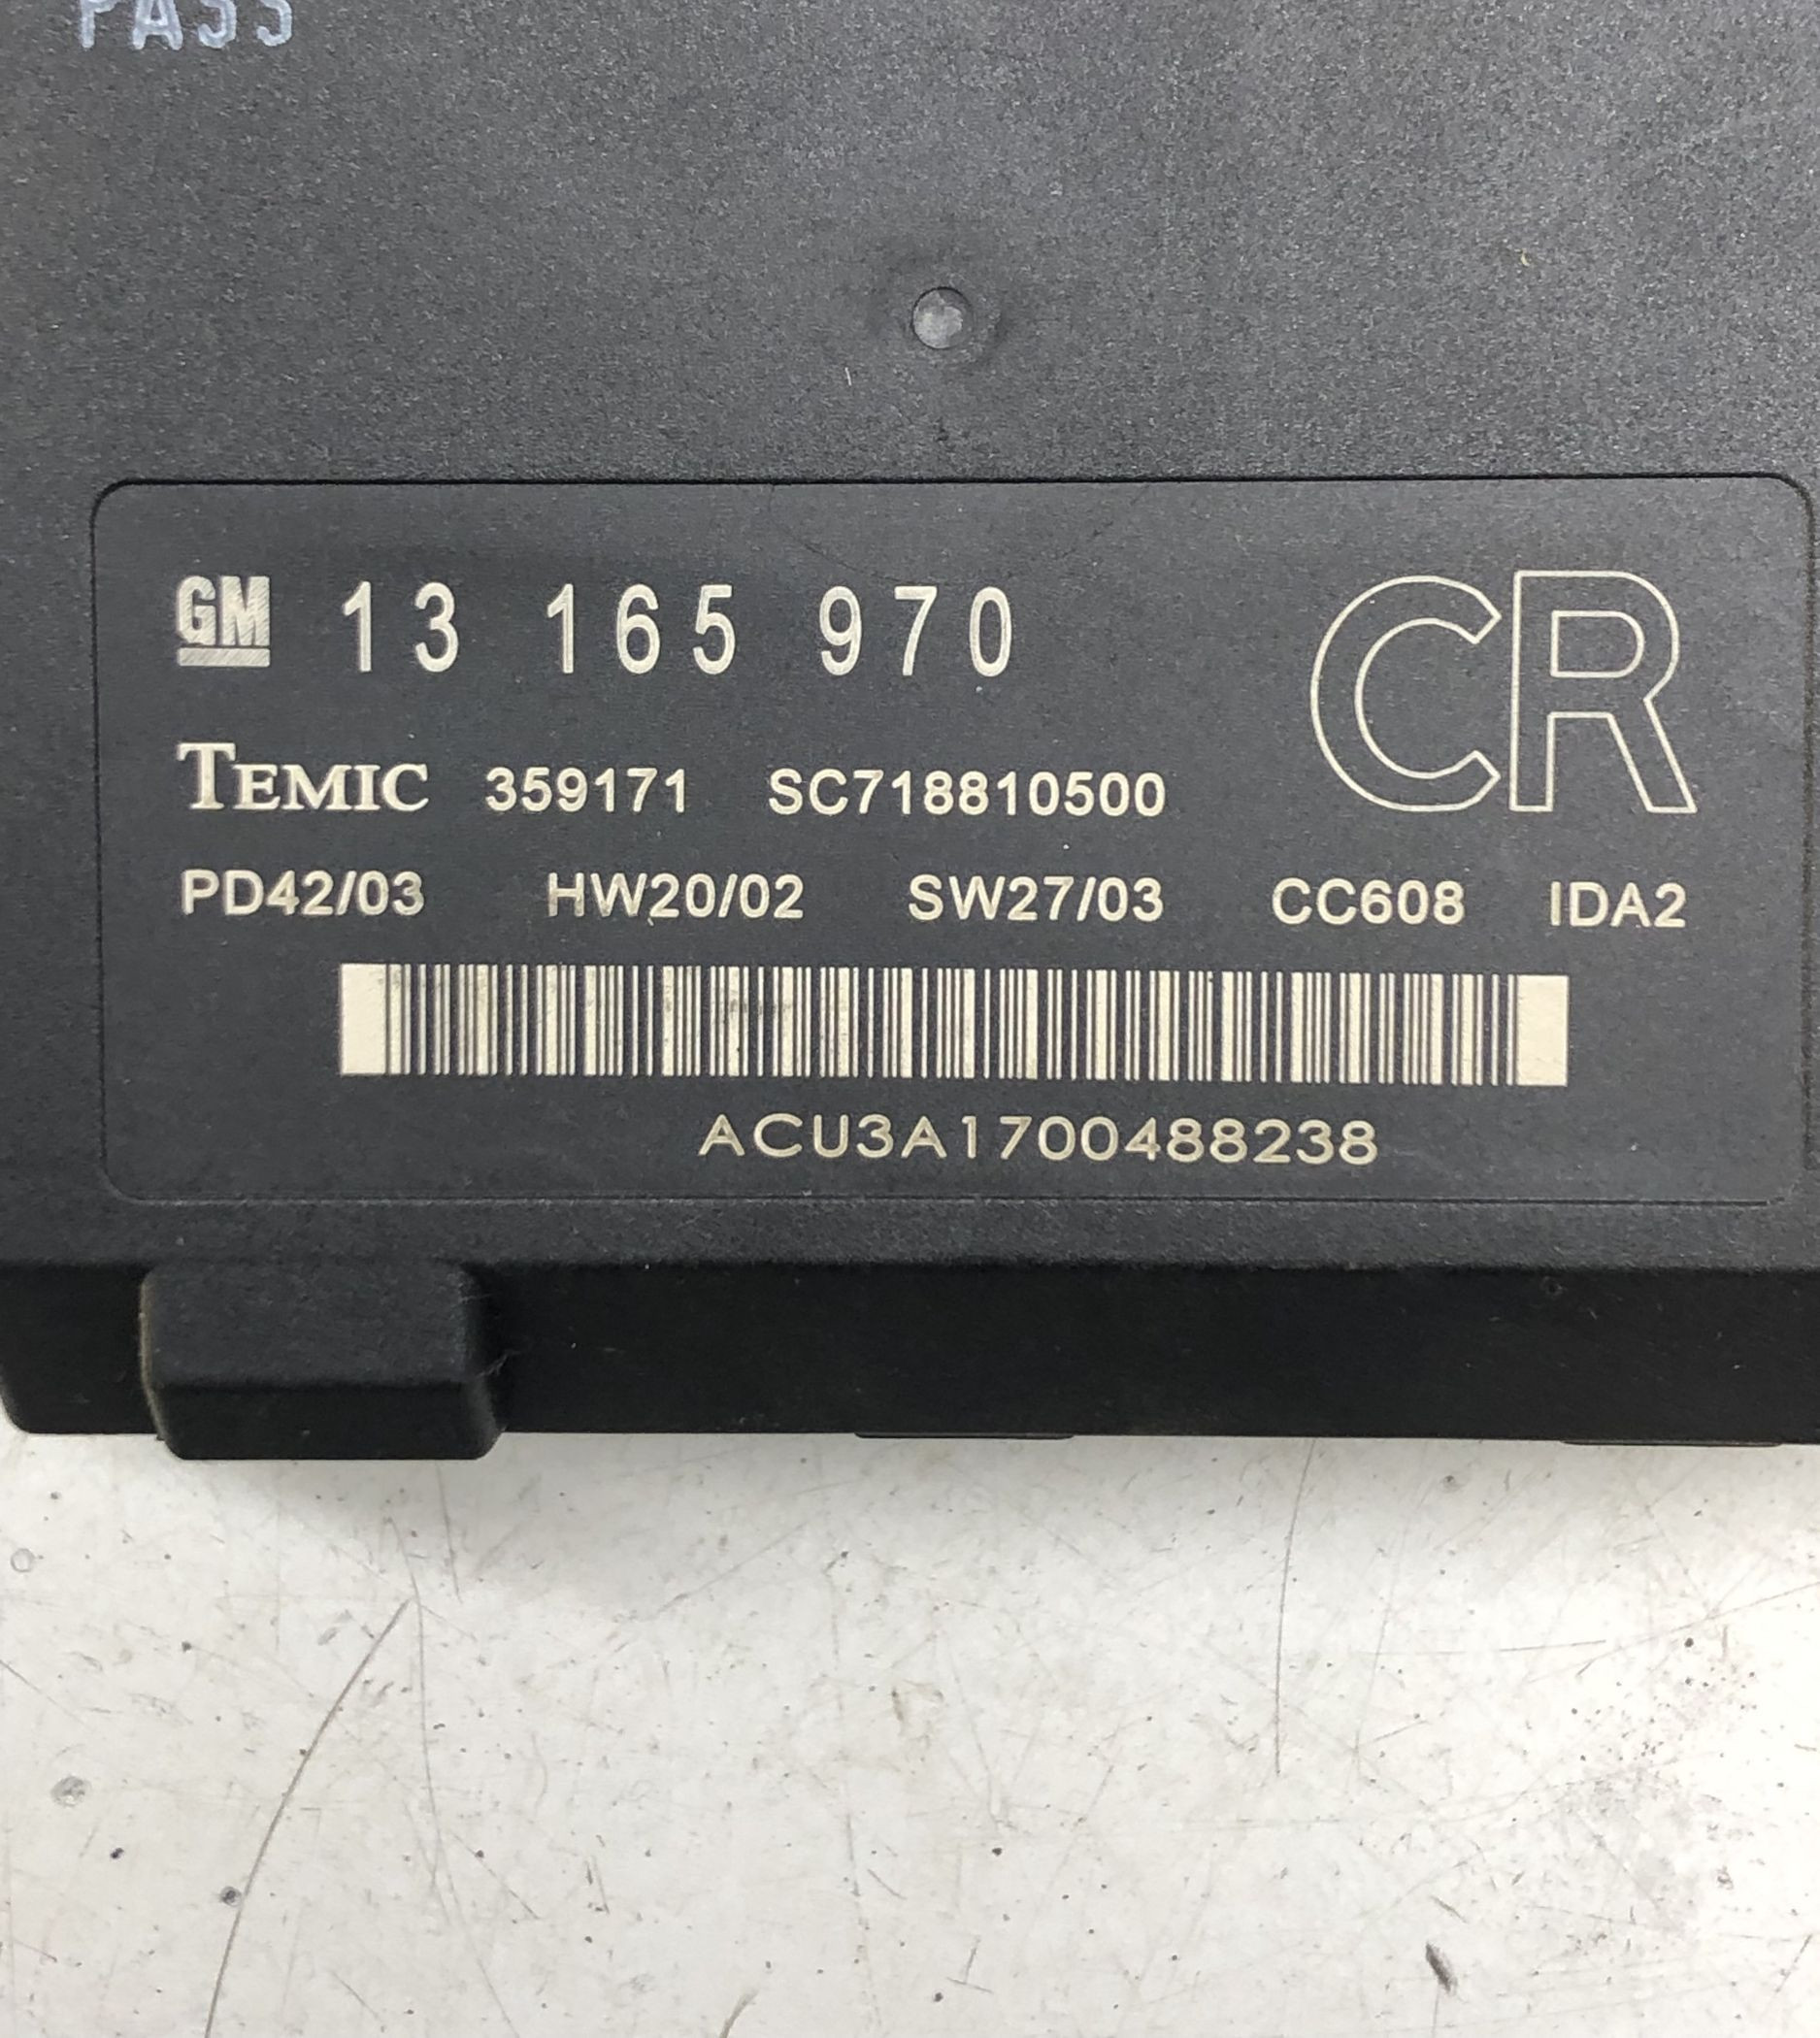 PASS
GM 13 165 970 CR
TEMIC 359171 SC718810500
PD42/03 HW20/02 SW27/03 CC608 IDA2
ACU3A1700488238